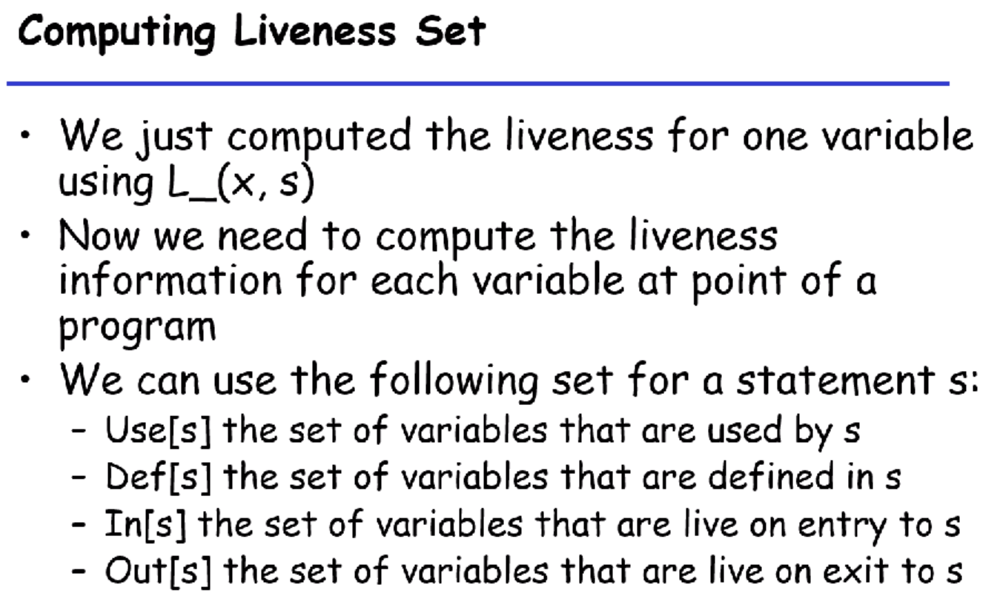 Computing Liveness Set
• We just computed the liveness for one variable
using L_(x, s)
• Now we need to compute the liveness
information for each variable at point of a
program
• We can use the following set for a statement s:
– Use[s] the set of variables that are used by s
– Def[s] the set of variables that are defined in s
– In[s] the set of variables that are live on entry to s
– Out[s] the set of variables that are live on exit to s